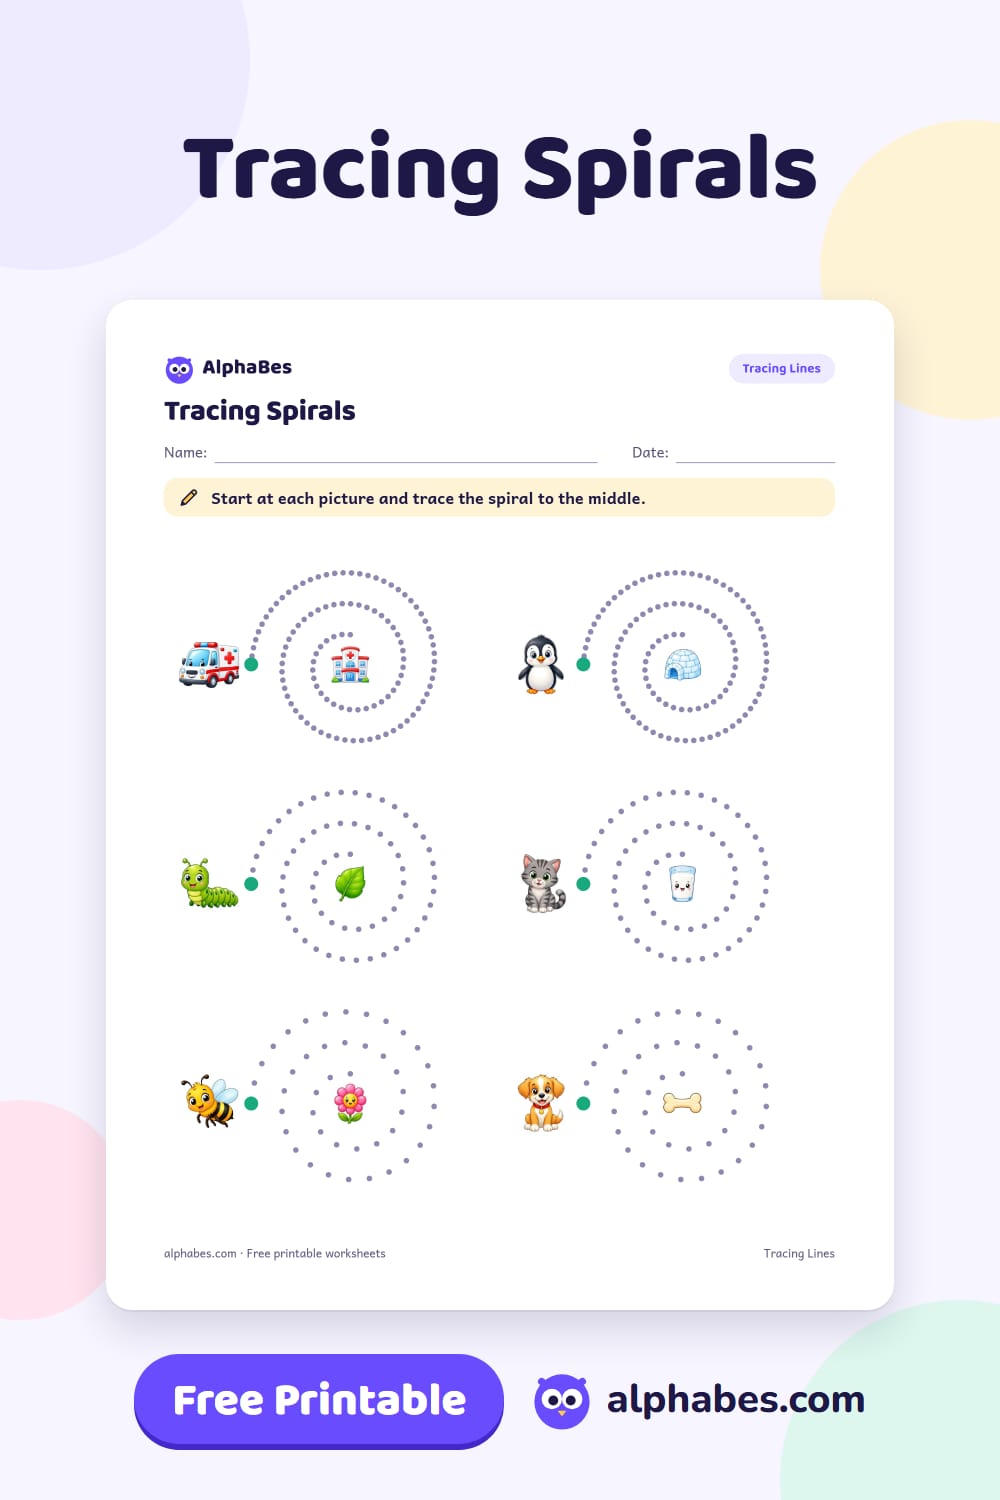 Tracing Spirals
AlphaBes
Tracing Lines
Tracing Spirals
Name:
Date:
Start at each picture and trace the spiral to the middle.
alphabes.com · Free printable worksheets
Tracing Lines
Free Printable
alphabes.com